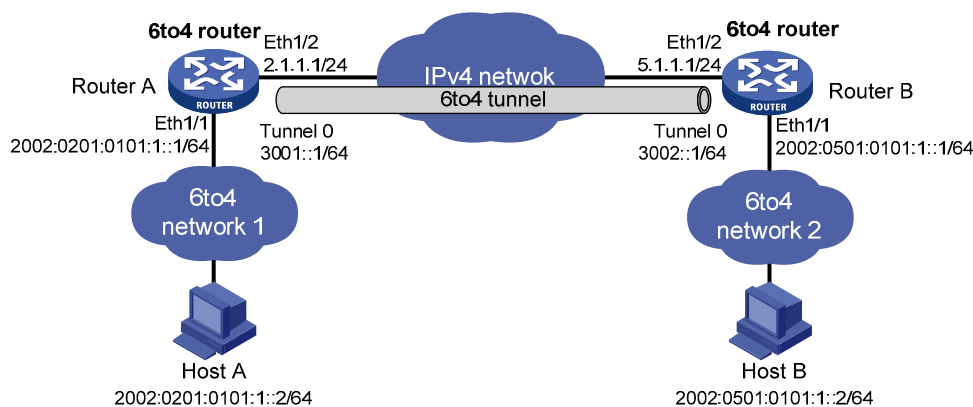 6to4 router
6to4 router
Eth1/2
2.1.1.1/24
Eth1/2
5.1.1.1/24
IPv4 netwok
Router A
ROUTER
Router B
ROUTER
6to4 tunnel
Eth1/1
2002:0201:0101:1::1/64
Tunnel 0
3001::1/64
Tunnel 0
3002::1/64
Eth1/1
2002:0501:0101:1::1/64
6to4
network 1
6to4
network 2
Host A
2002:0201:0101:1::2/64
Host B
2002:0501:0101:1::2/64